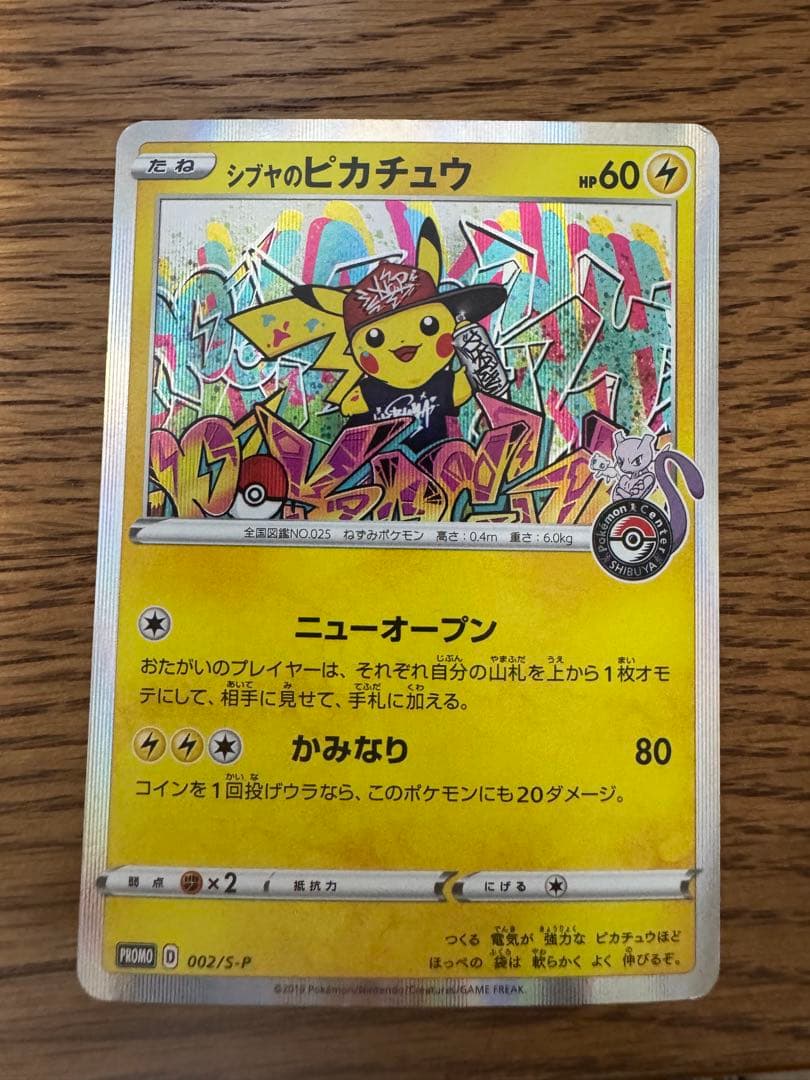 たね シブヤのピカチュウ HP60
全国図鑑NO.025 ねずみポケモン 高さ:0.4m 重さ:6.0kg
Pokémon Center
SHIBUYA
ニューオープン
おたがいのプレイヤーは、それぞれ自分の山札を上から1枚オモ
テにして、相手に見せて、手札に加える。
かみなり 80
コインを1回投げウラなら、このポケモンにも20ダメージ。
弱点 ×2 抵抗力 にげる
PROMO D 002/S-P
つくる 電気が 強力な ピカチュウほど
ほっぺの 袋は 軟らかく よく 伸びるぞ。
©2019 Pokémon/Nintendo/Creatures/GAME FREAK.